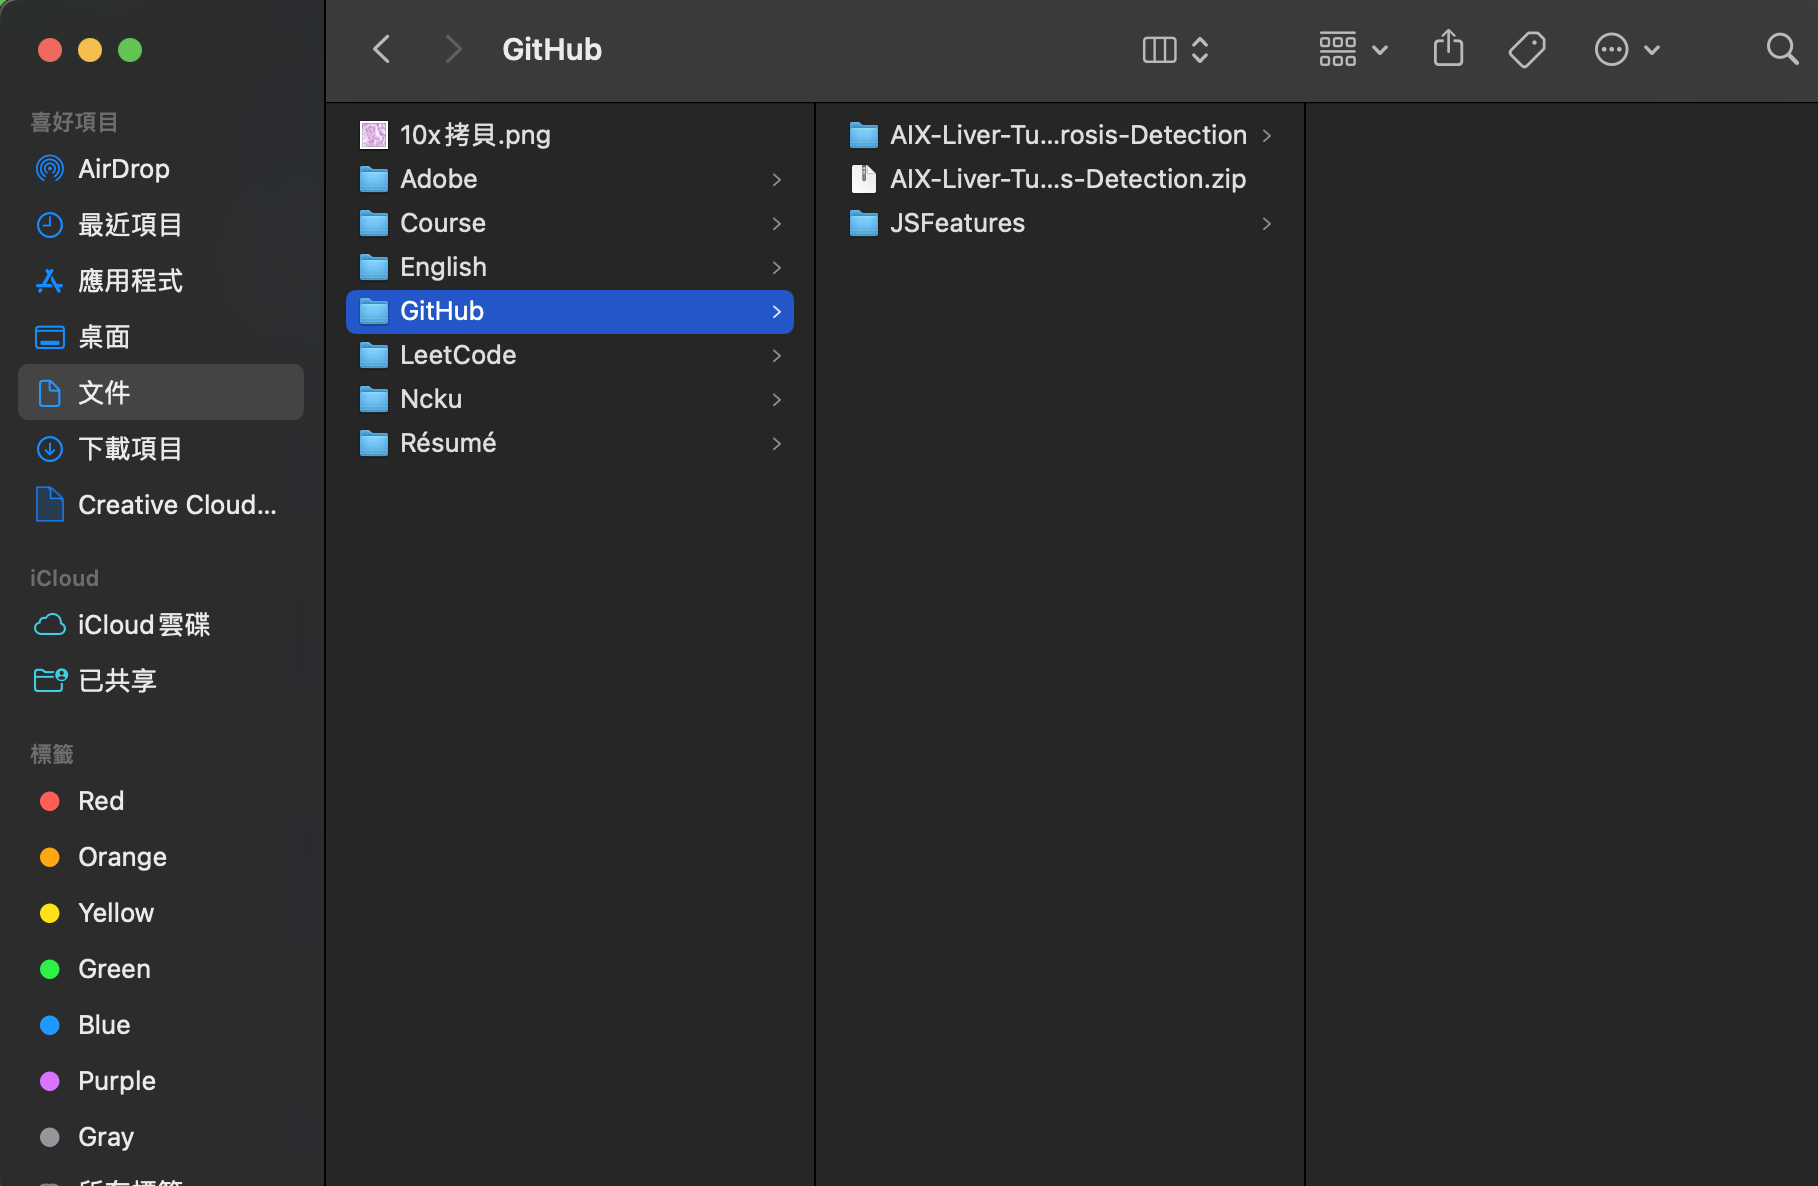 GitHub
喜好項目
AirDrop
最近項目
應用程式
桌面
文件
下載項目
Creative Cloud...
iCloud
iCloud雲碟
已共享
標籤
Red
Orange
Yellow
Green
Blue
Purple
Gray
10x拷貝.png
Adobe
Course
English
GitHub
LeetCode
Ncku
Résumé
AIX-Liver-Tu...rosis-Detection
AIX-Liver-Tu...s-Detection.zip
JSFeatures